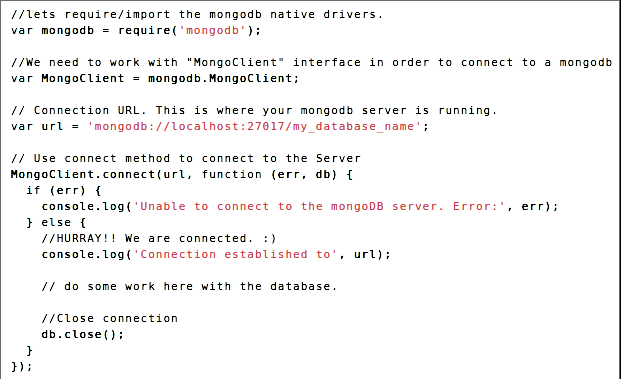 //lets require/import the mongodb native drivers.
var mongodb = require('mongodb');

//We need to work with "MongoClient" interface in order to connect to a mongodb
var MongoClient = mongodb.MongoClient;

// Connection URL. This is where your mongodb server is running.
var url = 'mongodb://localhost:27017/my_database_name';

// Use connect method to connect to the Server
MongoClient.connect(url, function (err, db) {
  if (err) {
    console.log('Unable to connect to the mongoDB server. Error:', err);
  } else {
    //HURRAY!! We are connected. :)
    console.log('Connection established to', url);

    // do some work here with the database.

    //Close connection
    db.close();
  }
});